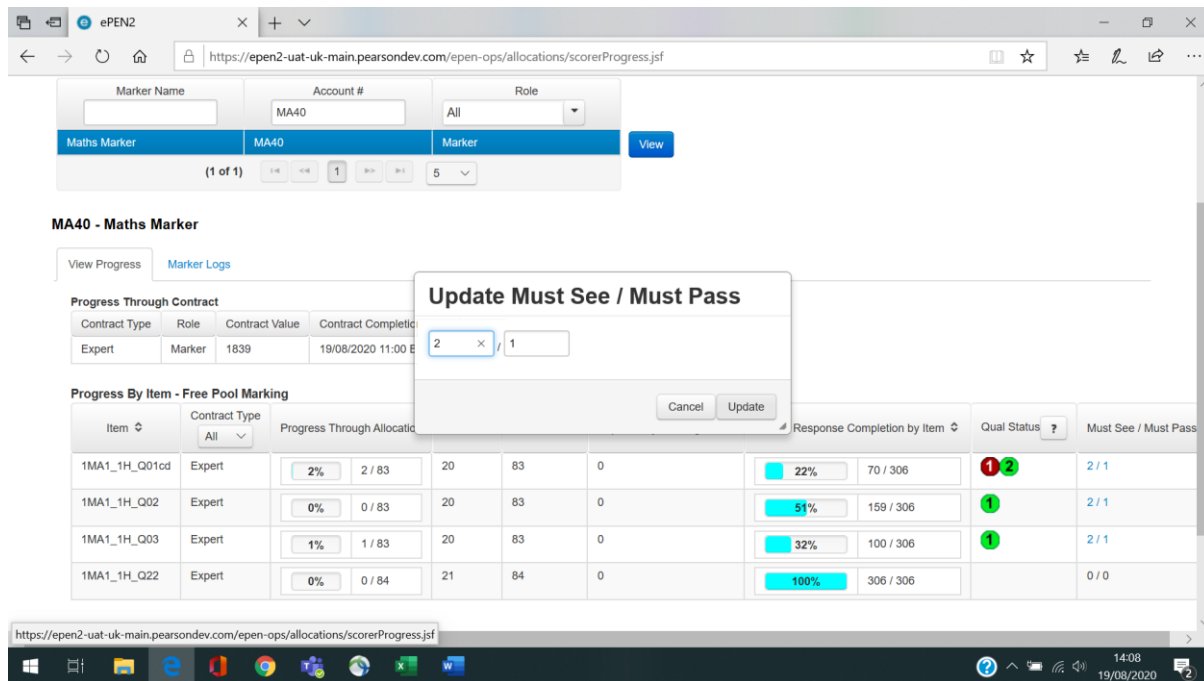 ePEN2
https://epen2-uat-uk-main.pearsondev.com/epen-ops/allocations/scorerProgress.jsf
Marker Name Account # Role
MA40 All
Maths Marker MA40 Marker View
(1 of 1) 1 5
MA40 - Maths Marker
View Progress Marker Logs
Update Must See / Must Pass
Progress Through Contract
Contract Type Role Contract Value Contract Completio
2 / 1
Expert Marker 1839 19/08/2020 11:00
Cancel Update
Progress By Item - Free Pool Marking
Item Contract Type All Progress Through Allocatio Response Completion by Item Qual Status ? Must See / Must Pass
1MA1_1H_Q01cd Expert 2% 2 / 83 20 83 0 22% 70 / 306 1 2 2 / 1
1MA1_1H_Q02 Expert 0% 0 / 83 20 83 0 51% 159 / 306 1 2 / 1
1MA1_1H_Q03 Expert 1% 1 / 83 20 83 0 32% 100 / 306 1 2 / 1
1MA1_1H_Q22 Expert 0% 0 / 84 21 84 0 100% 306 / 306 0 / 0
https://epen2-uat-uk-main.pearsondev.com/epen-ops/allocations/scorerProgress.jsf
14:08
19/08/2020
2